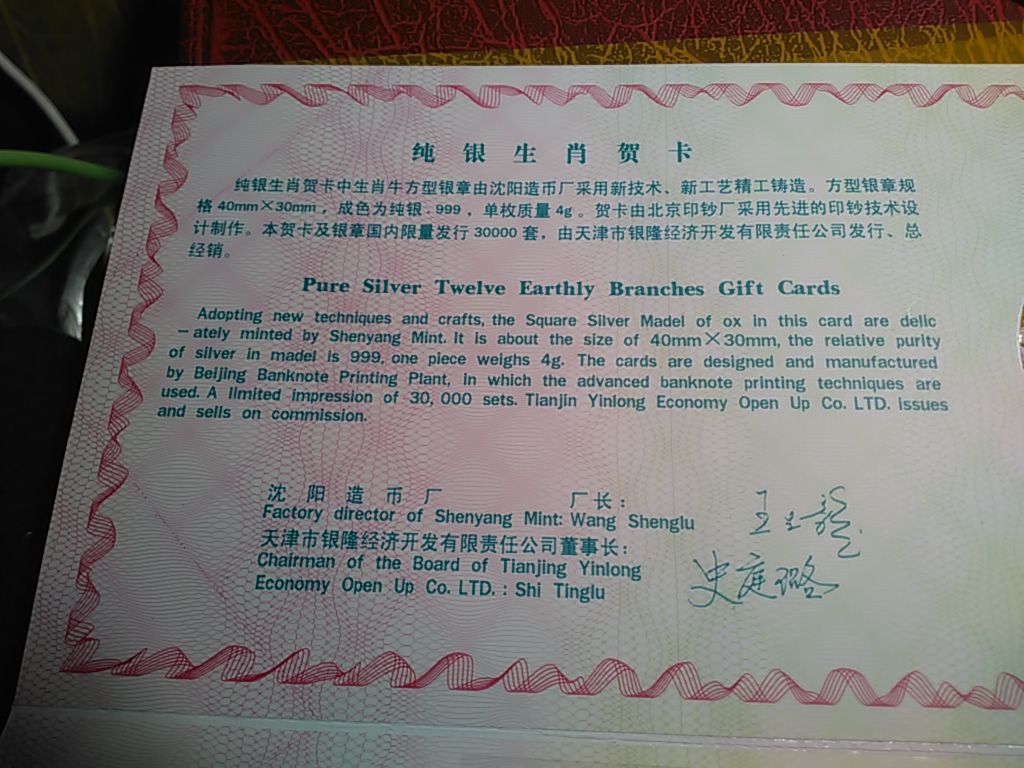 纯银生肖贺卡
纯银生肖贺卡中生肖牛方型银章由沈阳造币厂采用新技术、新工艺精工铸造。方型银章规
格 40mm×30mm，成色为纯银 .999，单枚质量 4g。贺卡由北京印钞厂采用先进的印钞技术设
计制作。本贺卡及银章国内限量发行 30000 套，由天津市银隆经济开发有限责任公司发行、总
经销。
Pure Silver Twelve Earthly Branches Gift Cards
Adopting new techniques and crafts, the Square Silver Madel of ox in this card are delic
－ately minted by Shenyang Mint. It is about the size of 40mm×30mm, the relative purity
of silver in madel is 999, one piece weighs 4g. The cards are designed and manufactured
by Beijing Banknote Printing Plant, in which the advanced banknote printing techniques are
used. A limited impression of 30, 000 sets. Tianjin Yinlong Economy Open Up Co. LTD. issues
and sells on commission.
沈阳造币厂 厂长：
Factory director of Shenyang Mint: Wang Shenglu
天津市银隆经济开发有限责任公司董事长：
Chairman of the Board of Tianjing Yinlong
Economy Open Up Co. LTD. : Shi Tinglu
史庭璐